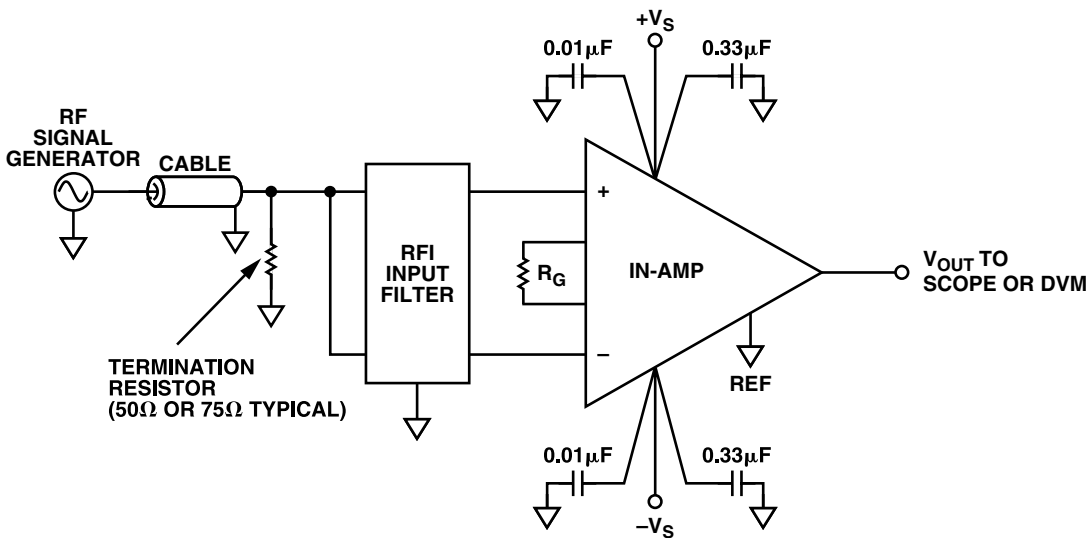 +VS
0.01μF
0.33μF
RF
SIGNAL
GENERATOR
CABLE
+
RFI
INPUT
FILTER
RG
IN-AMP
VOUT TO
SCOPE OR DVM
–
REF
TERMINATION
RESISTOR
(50Ω OR 75Ω TYPICAL)
0.01μF
0.33μF
–VS